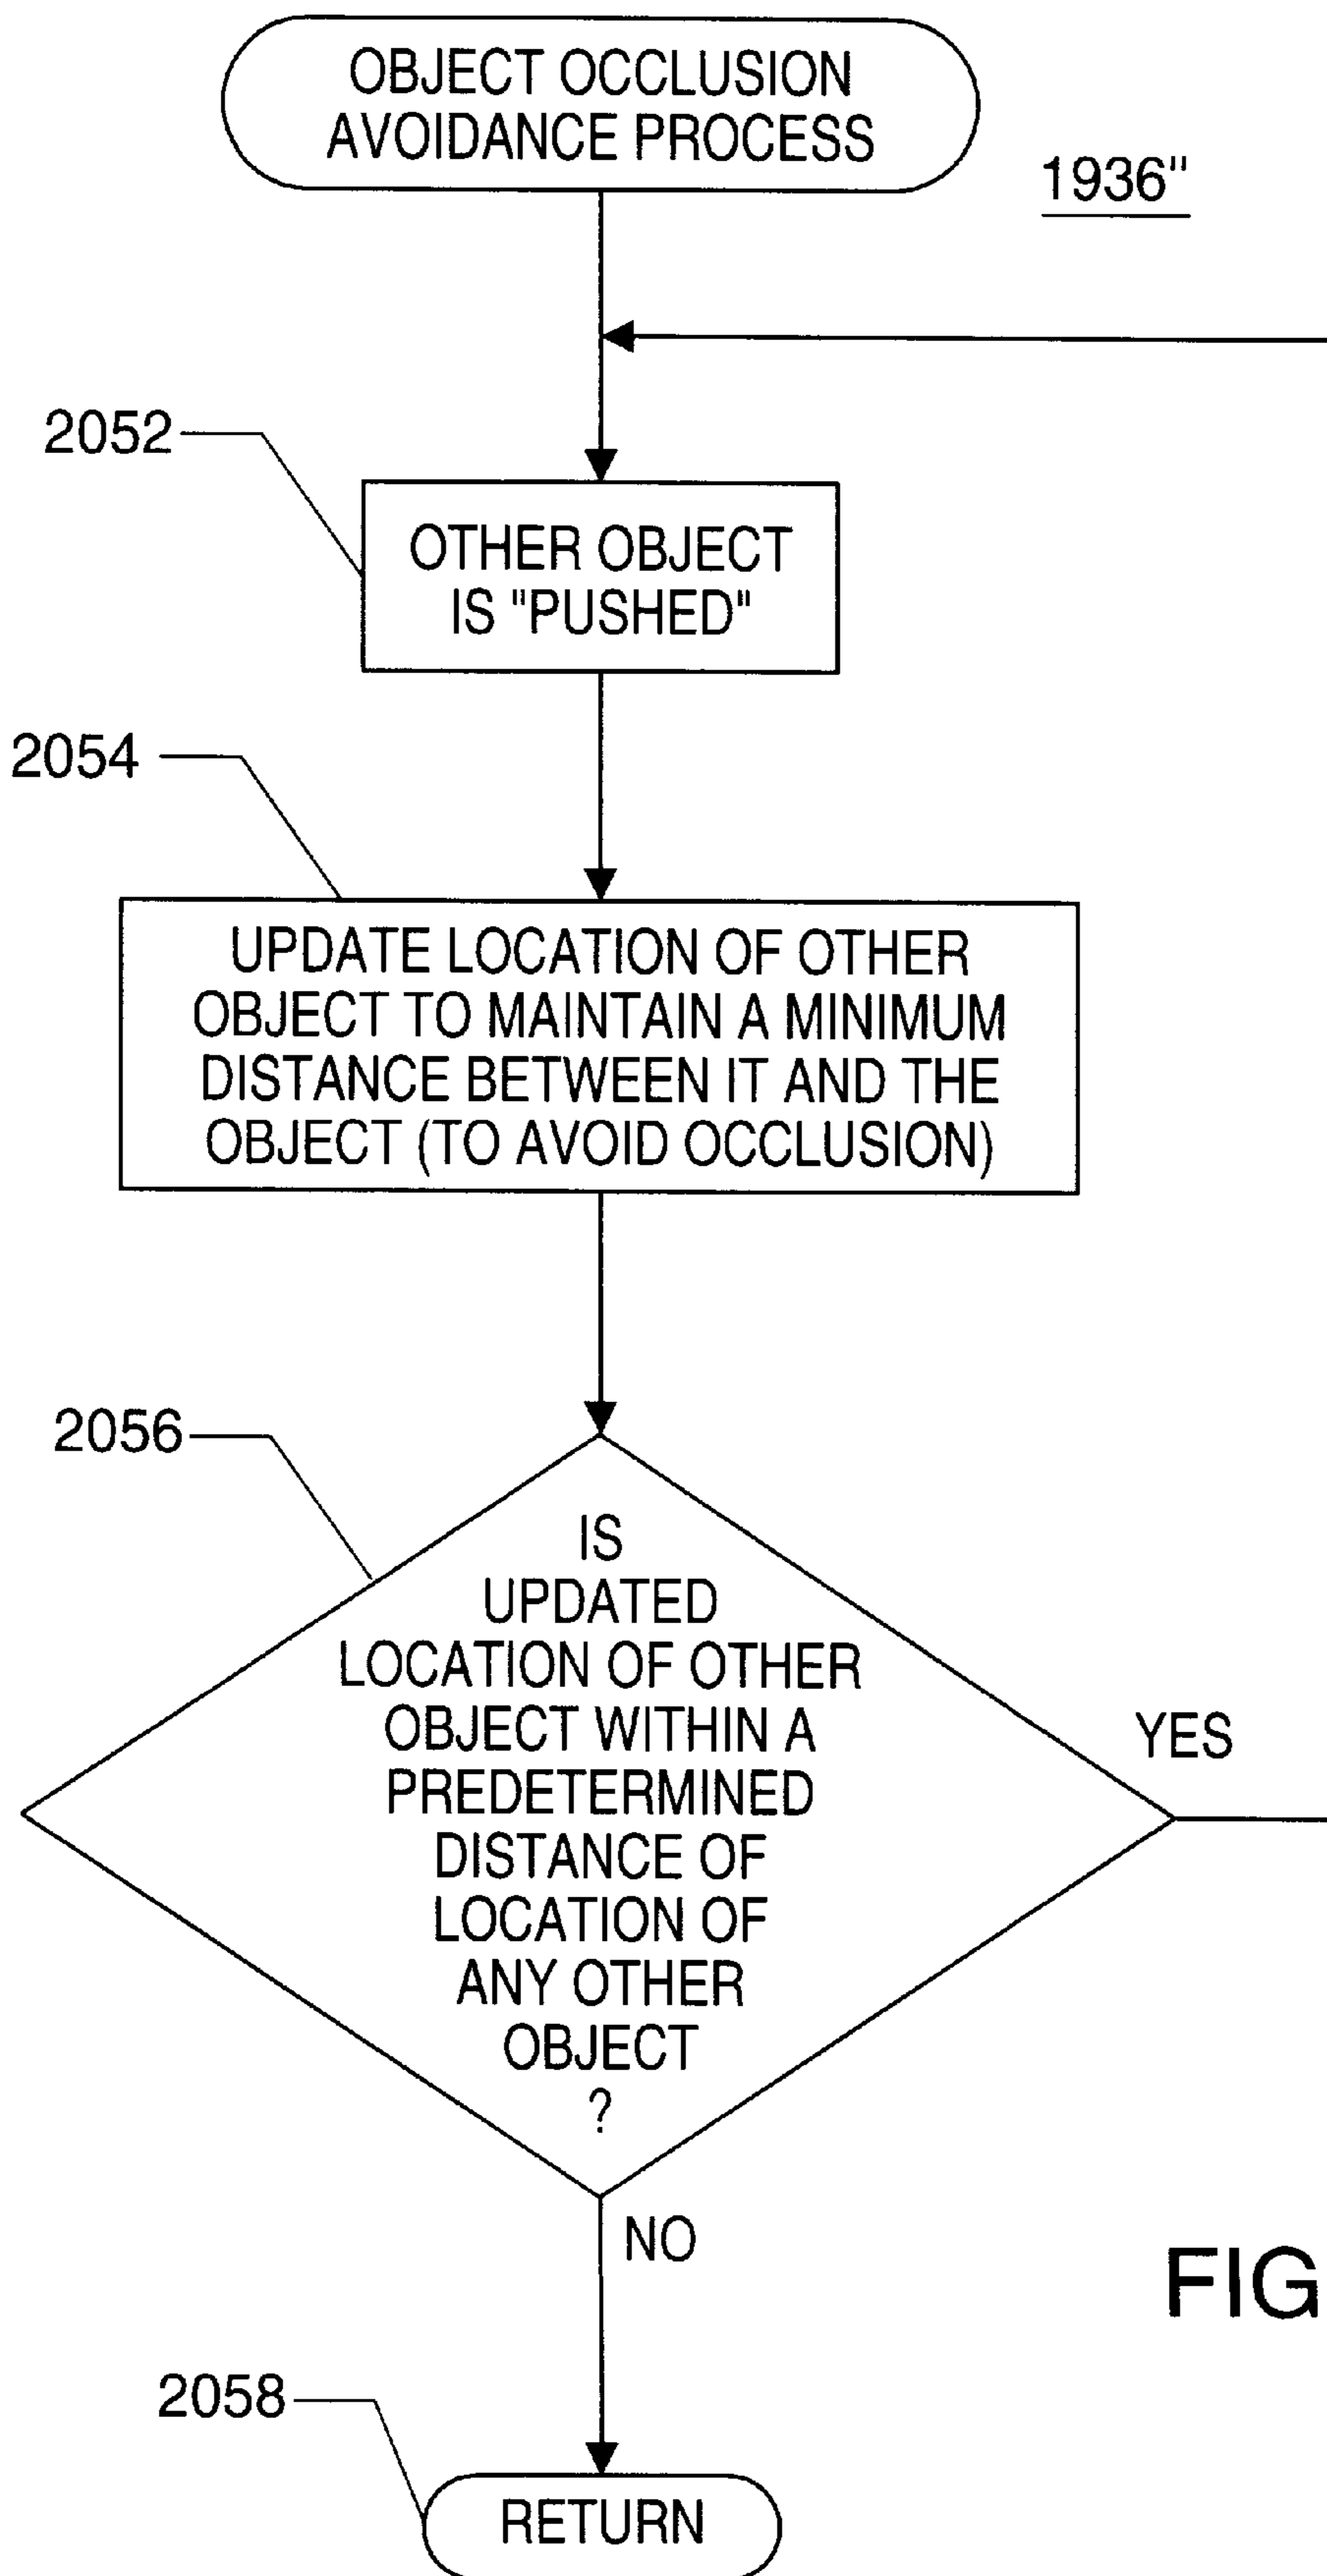 OBJECT OCCLUSION
AVOIDANCE PROCESS
1936"
2052
OTHER OBJECT
IS "PUSHED"
2054
UPDATE LOCATION OF OTHER
OBJECT TO MAINTAIN A MINIMUM
DISTANCE BETWEEN IT AND THE
OBJECT (TO AVOID OCCLUSION)
2056
IS
UPDATED
LOCATION OF OTHER
OBJECT WITHIN A
PREDETERMINED
DISTANCE OF
LOCATION OF
ANY OTHER
OBJECT
?
YES
NO
FIG
2058
RETURN